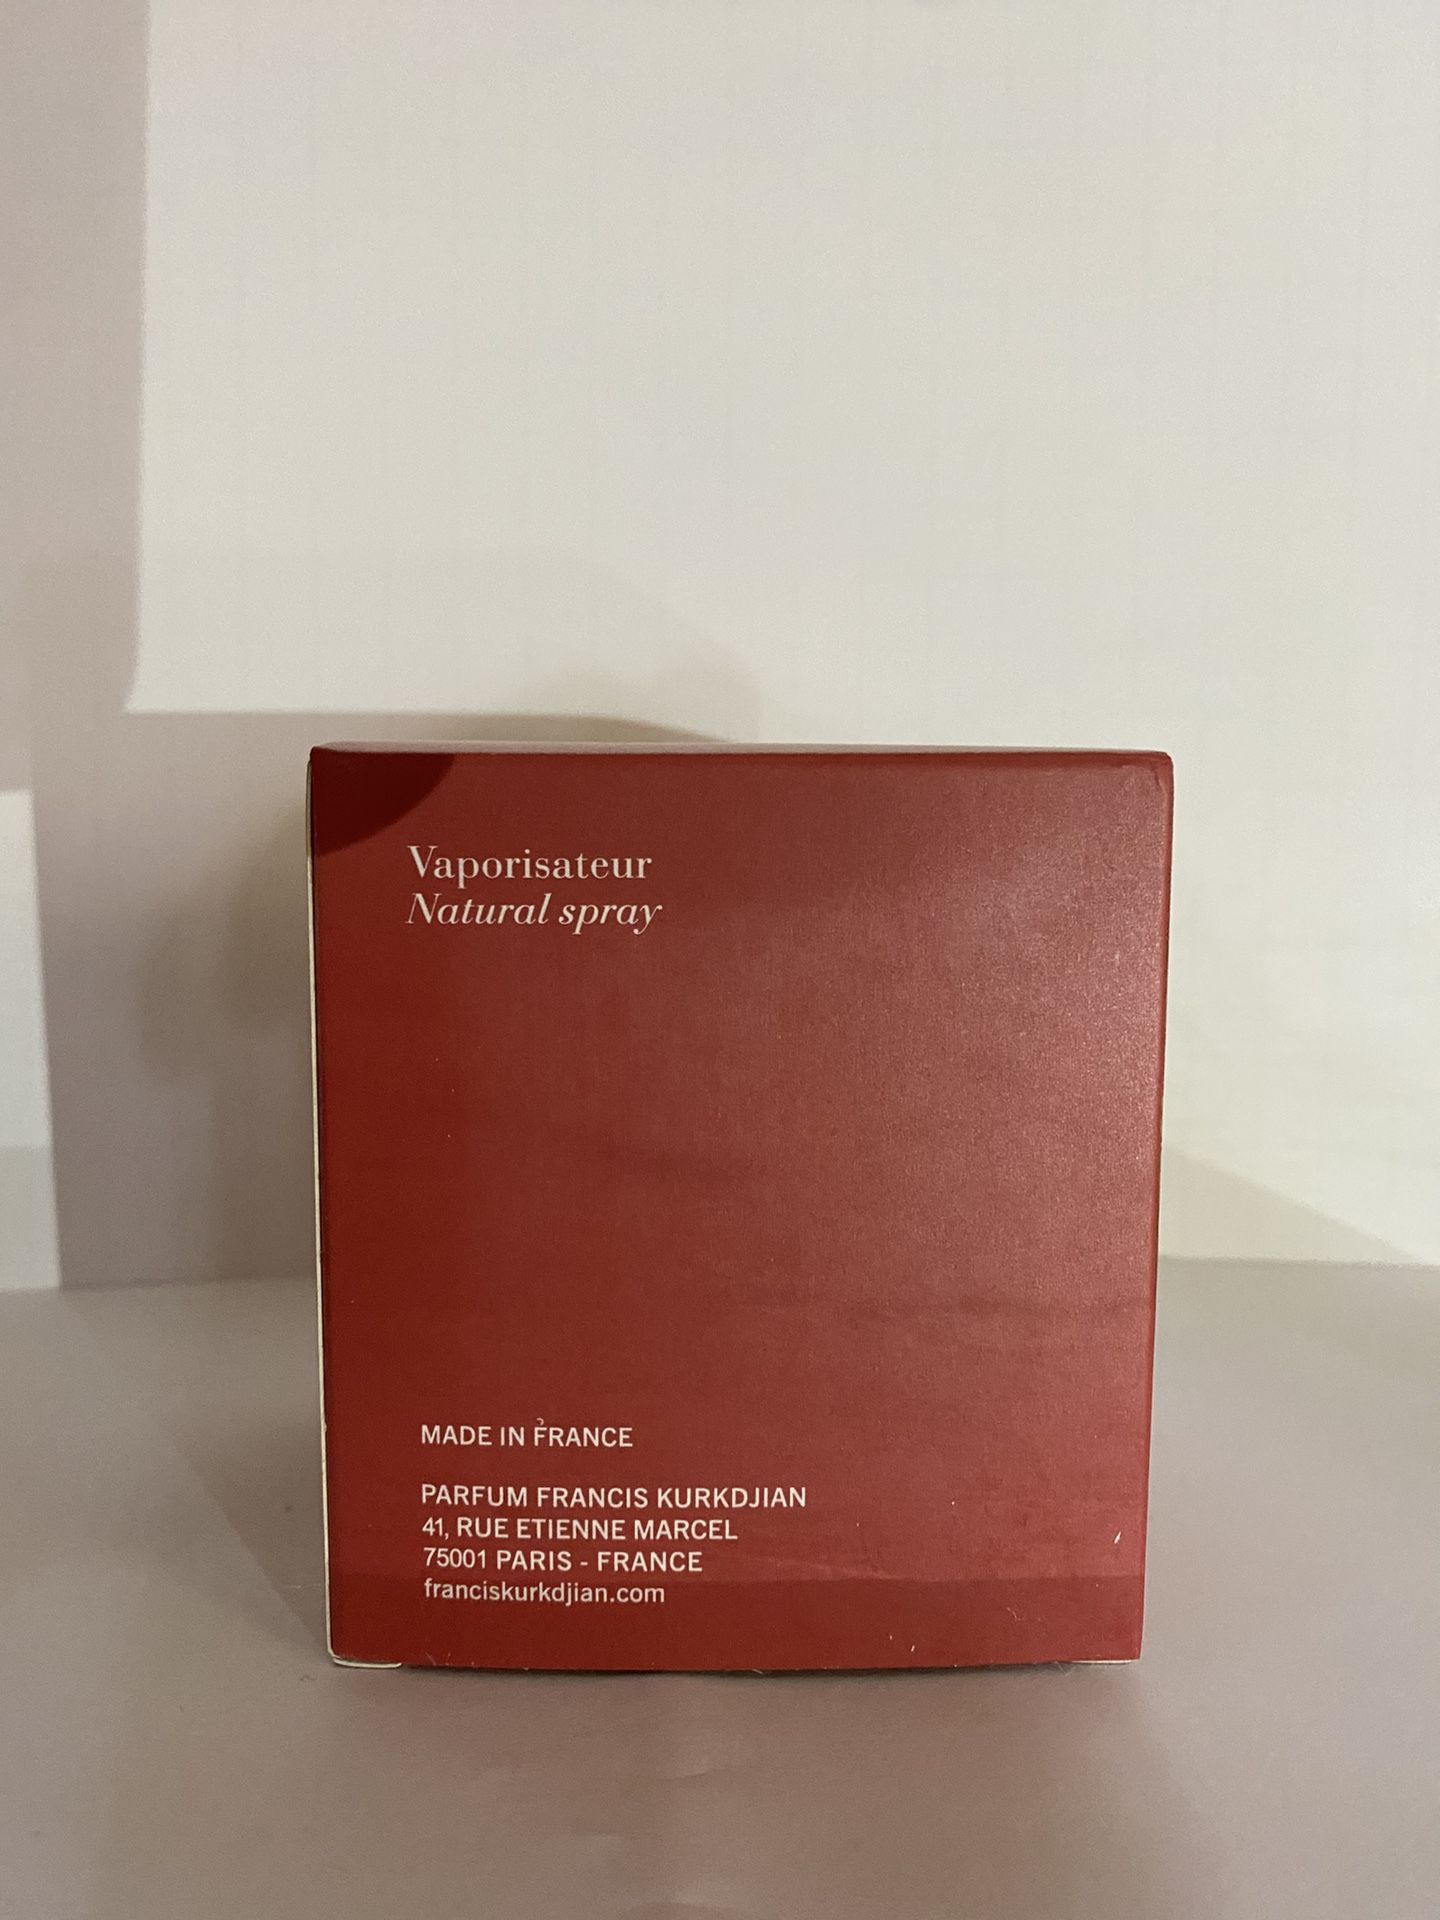 Vaporisateur
Natural spray
MADE IN FRANCE
PARFUM FRANCIS KURKDJIAN
41, RUE ETIENNE MARCEL
75001 PARIS - FRANCE
franciskurkdjian.com